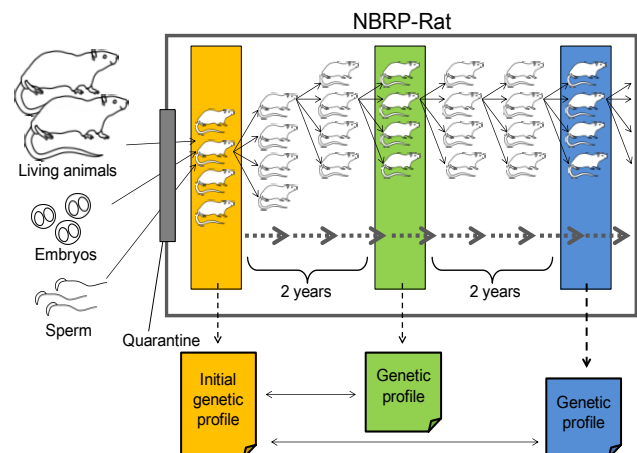 NBRP-Rat
Living animals
Embryos
Sperm
Quarantine
2 years
2 years
Initial
genetic
profile
Genetic
profile
Genetic
profile